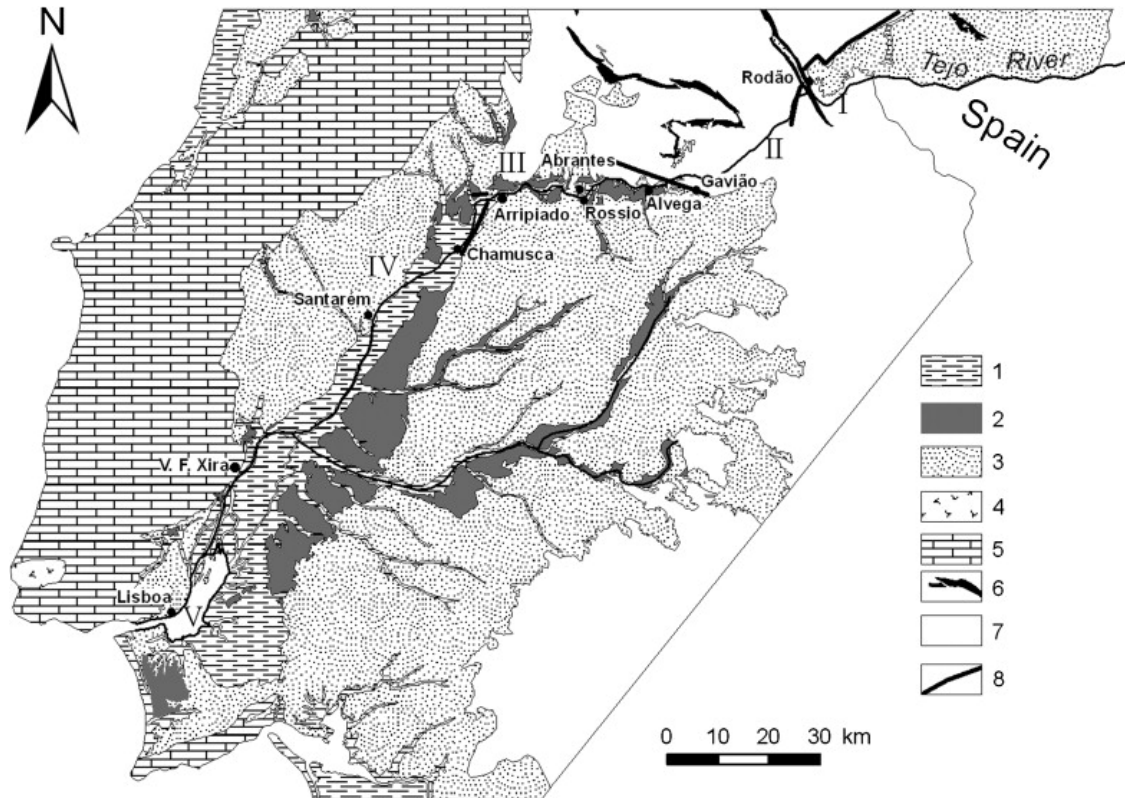 N
Rodão
Tejo River
I
Spain
II
III
Abrantes
Gavião
Arripiado
Rossio
Alvega
Chamusca
IV
Santarém
1
2
V. F. Xira
3
4
5
Lisboa
6
V
7
8
0 10 20 30 km